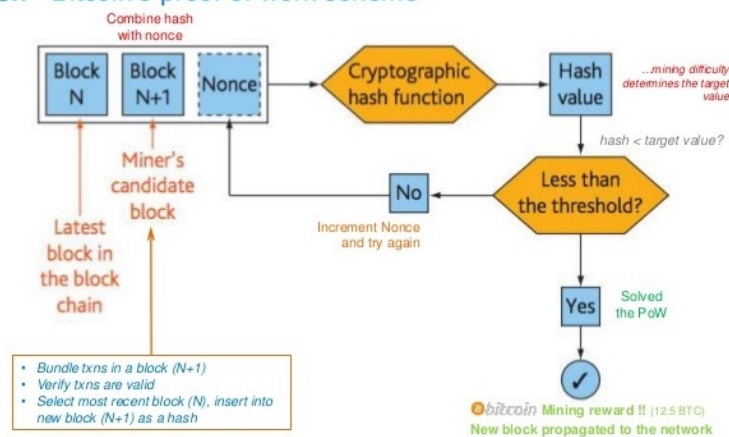 Combine hash
with nonce
Block
N
Block
N+1
Nonce
Cryptographic
hash function
Hash
value
...mining difficulty
determines the target
value
hash < target value?
Miner's
candidate
block
Latest
block in
the block
chain
No
Increment Nonce
and try again
Less than
the threshold?
Yes
Solved
the PoW
✓
• Bundle txns in a block (N+1)
• Verify txns are valid
• Select most recent block (N), insert into
new block (N+1) as a hash
bitcoin Mining reward !! (12.5 BTC)
New block propagated to the network